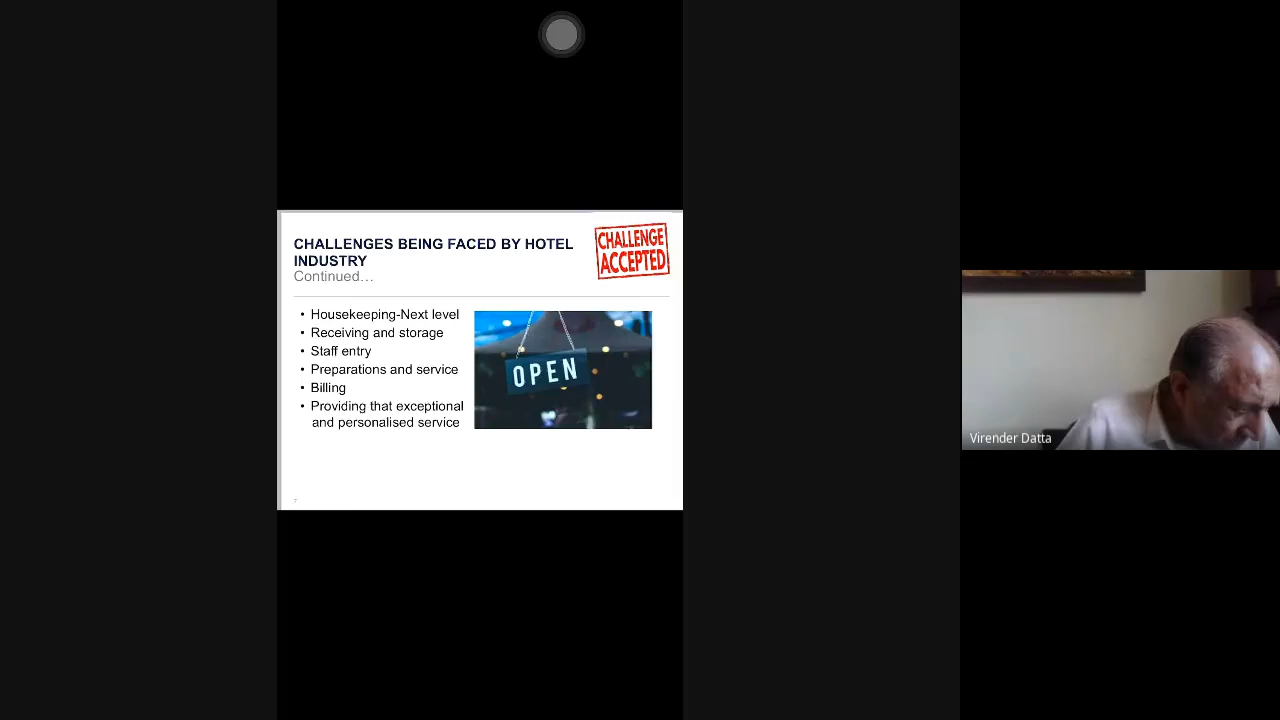 CHALLENGES BEING FACED BY HOTEL
INDUSTRY
Continued…
CHALLENGE
ACCEPTED
• Housekeeping-Next level
• Receiving and storage
• Staff entry
• Preparations and service
• Billing
• Providing that exceptional
and personalised service
OPEN
Virender Datta